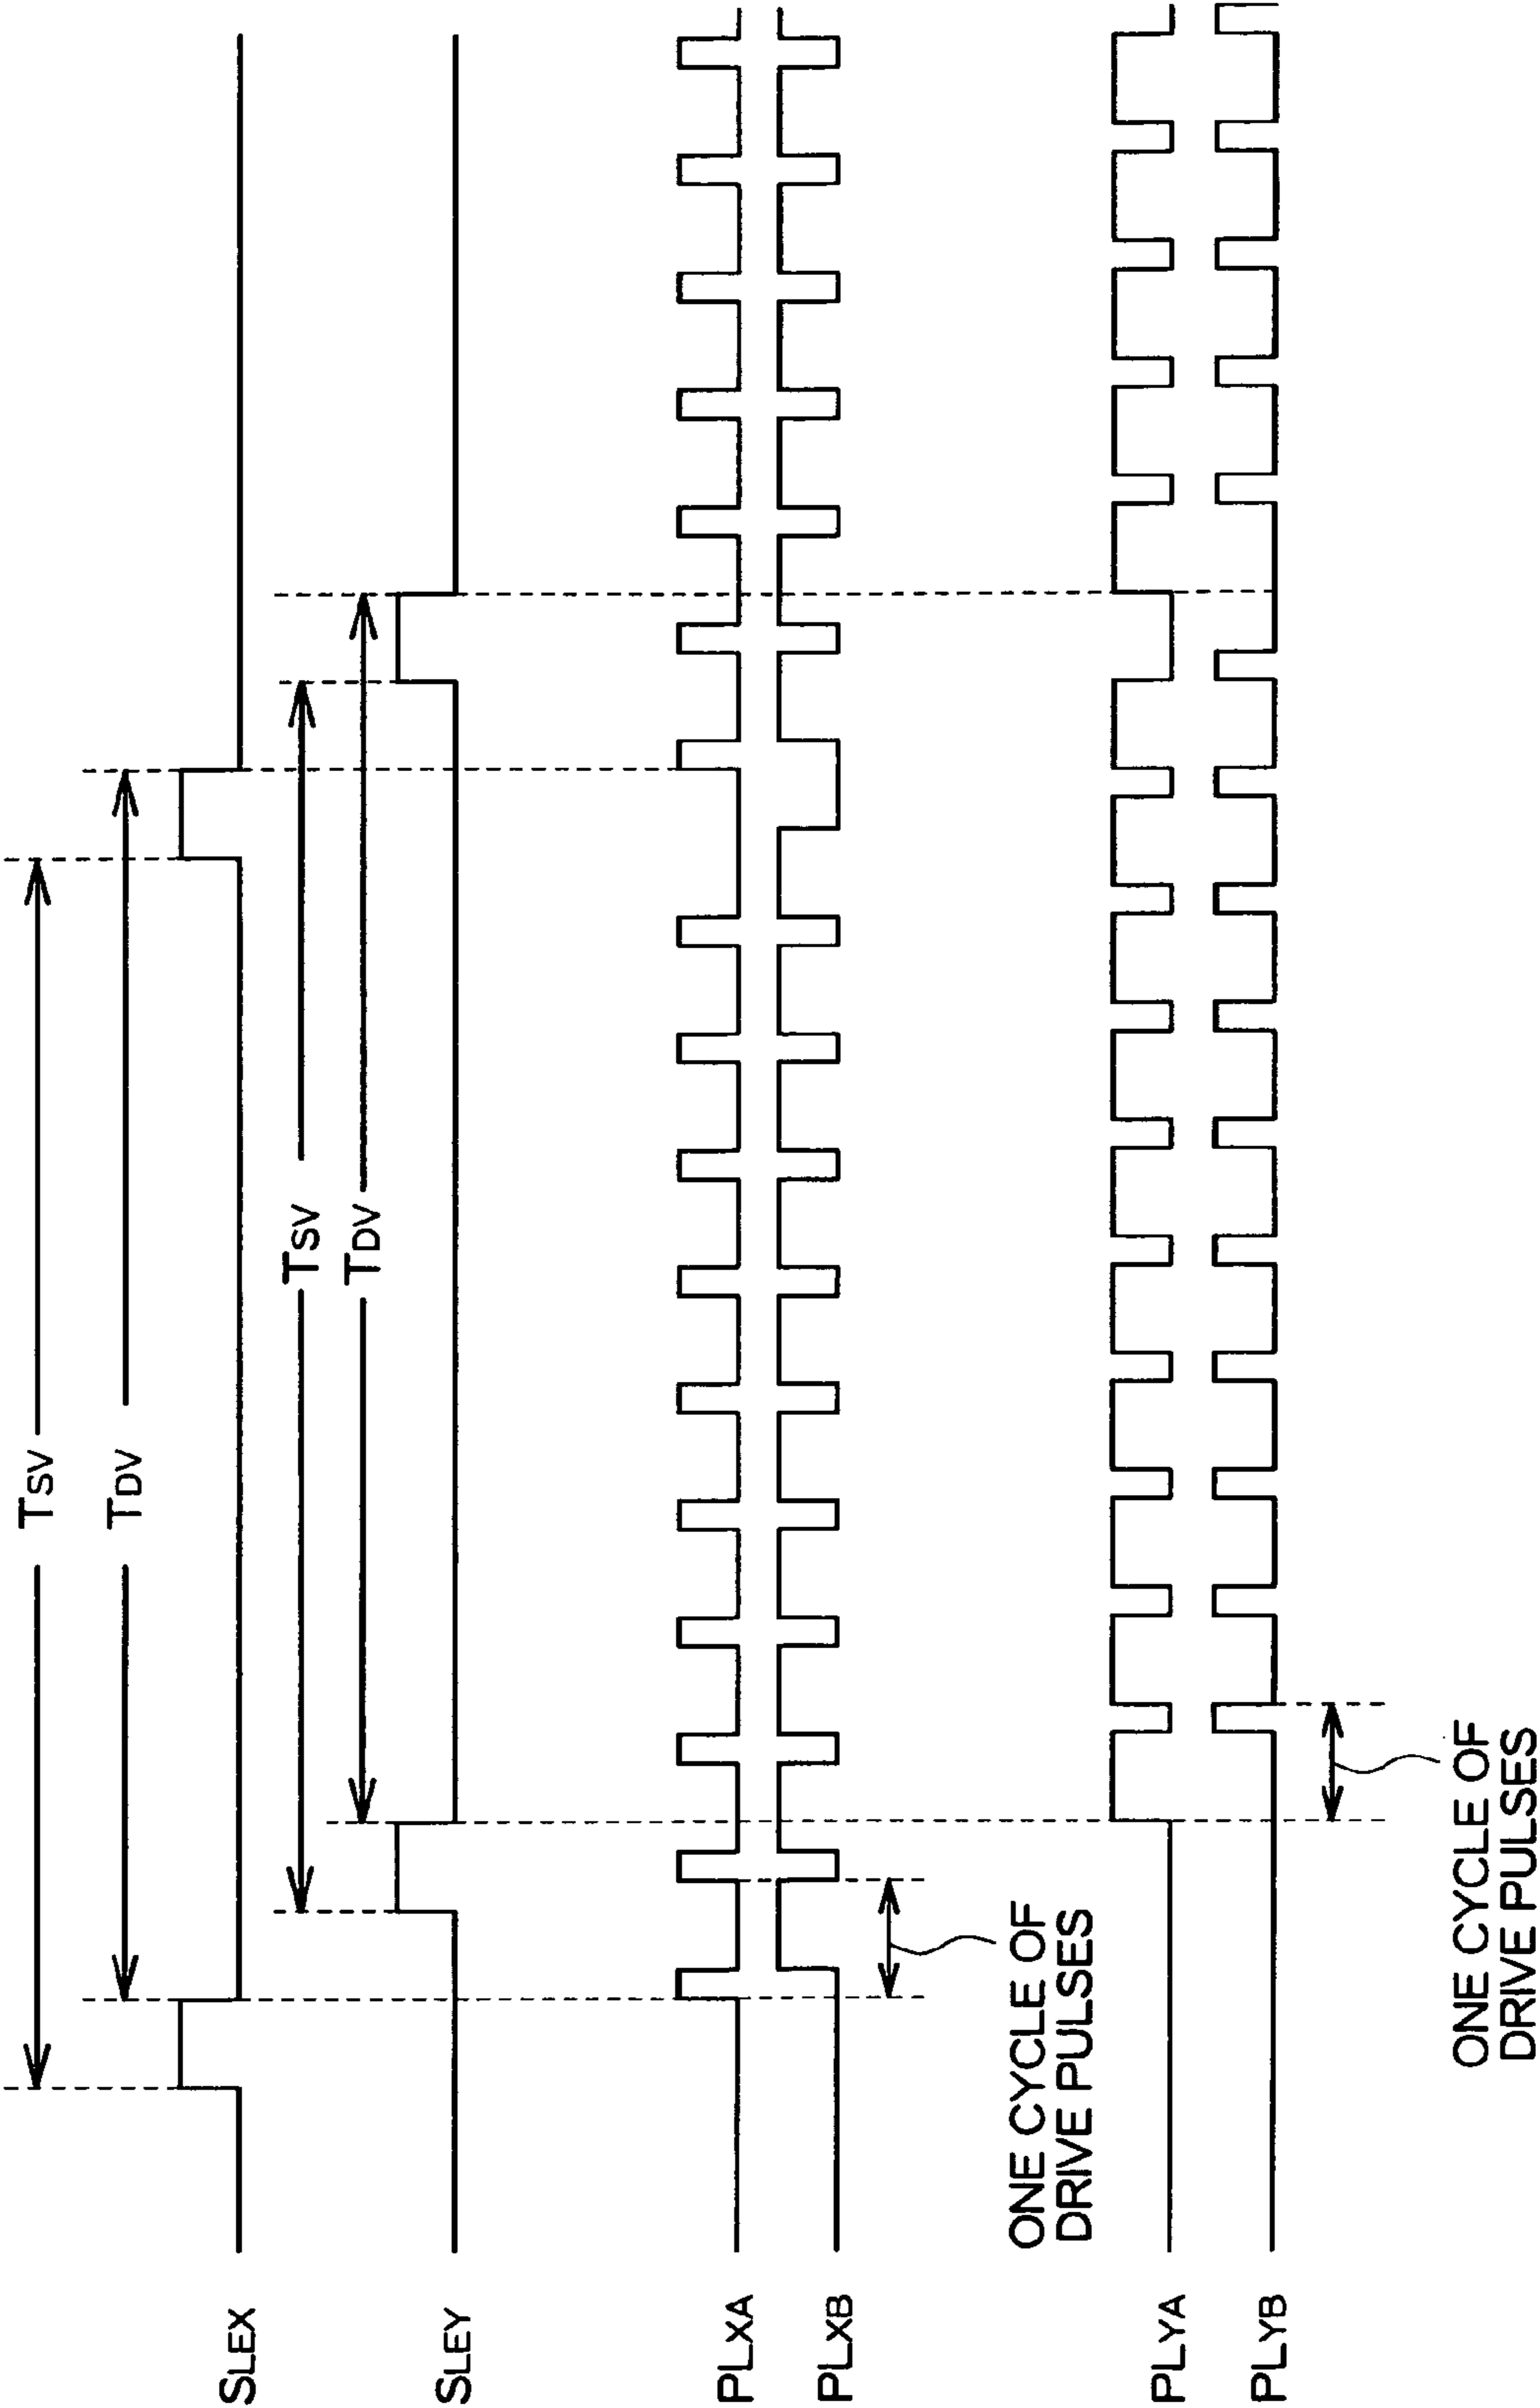 TSV
TDV
SLEX
TSV
TDV
SLEY
PLXA
PLXB
ONE CYCLE OF
DRIVE PULSES
PLYA
PLYB
ONE CYCLE OF
DRIVE PULSES